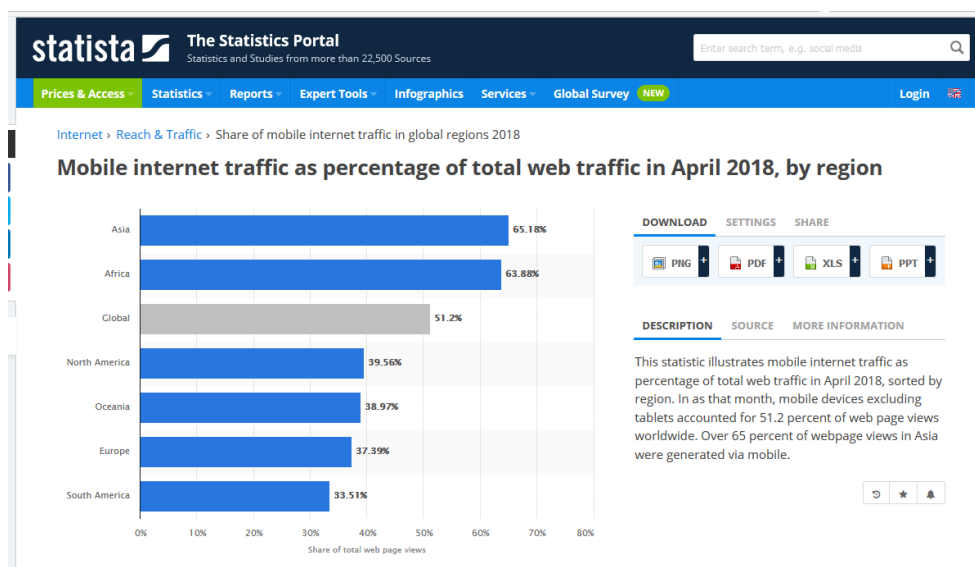 statista
The Statistics Portal
Statistics and Studies from more than 22,500 Sources
Enter search term, e.g. social media
Prices & Access Statistics Reports Expert Tools Infographics Services Global Survey NEW Login
Internet › Reach & Traffic › Share of mobile internet traffic in global regions 2018
Mobile internet traffic as percentage of total web traffic in April 2018, by region
Asia 65.18%
Africa 63.88%
Global 51.2%
North America 39.56%
Oceania 38.97%
Europe 37.39%
South America 33.51%
0% 10% 20% 30% 40% 50% 60% 70% 80%
Share of total web page views
DOWNLOAD SETTINGS SHARE
PNG + PDF + XLS + PPT +
DESCRIPTION SOURCE MORE INFORMATION
This statistic illustrates mobile internet traffic as
percentage of total web traffic in April 2018, sorted by
region. In as that month, mobile devices excluding
tablets accounted for 51.2 percent of web page views
worldwide. Over 65 percent of webpage views in Asia
were generated via mobile.